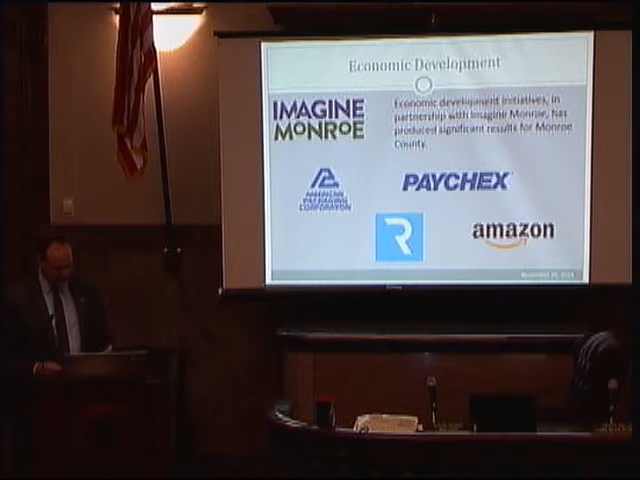 Economic Development
IMAGINE
MONROE
Economic development initiatives, in
partnership with Imagine Monroe, has
produced significant results for Monroe
County.
AMERICAN
PACKAGING
CORPORATION
PAYCHEX
R
amazon